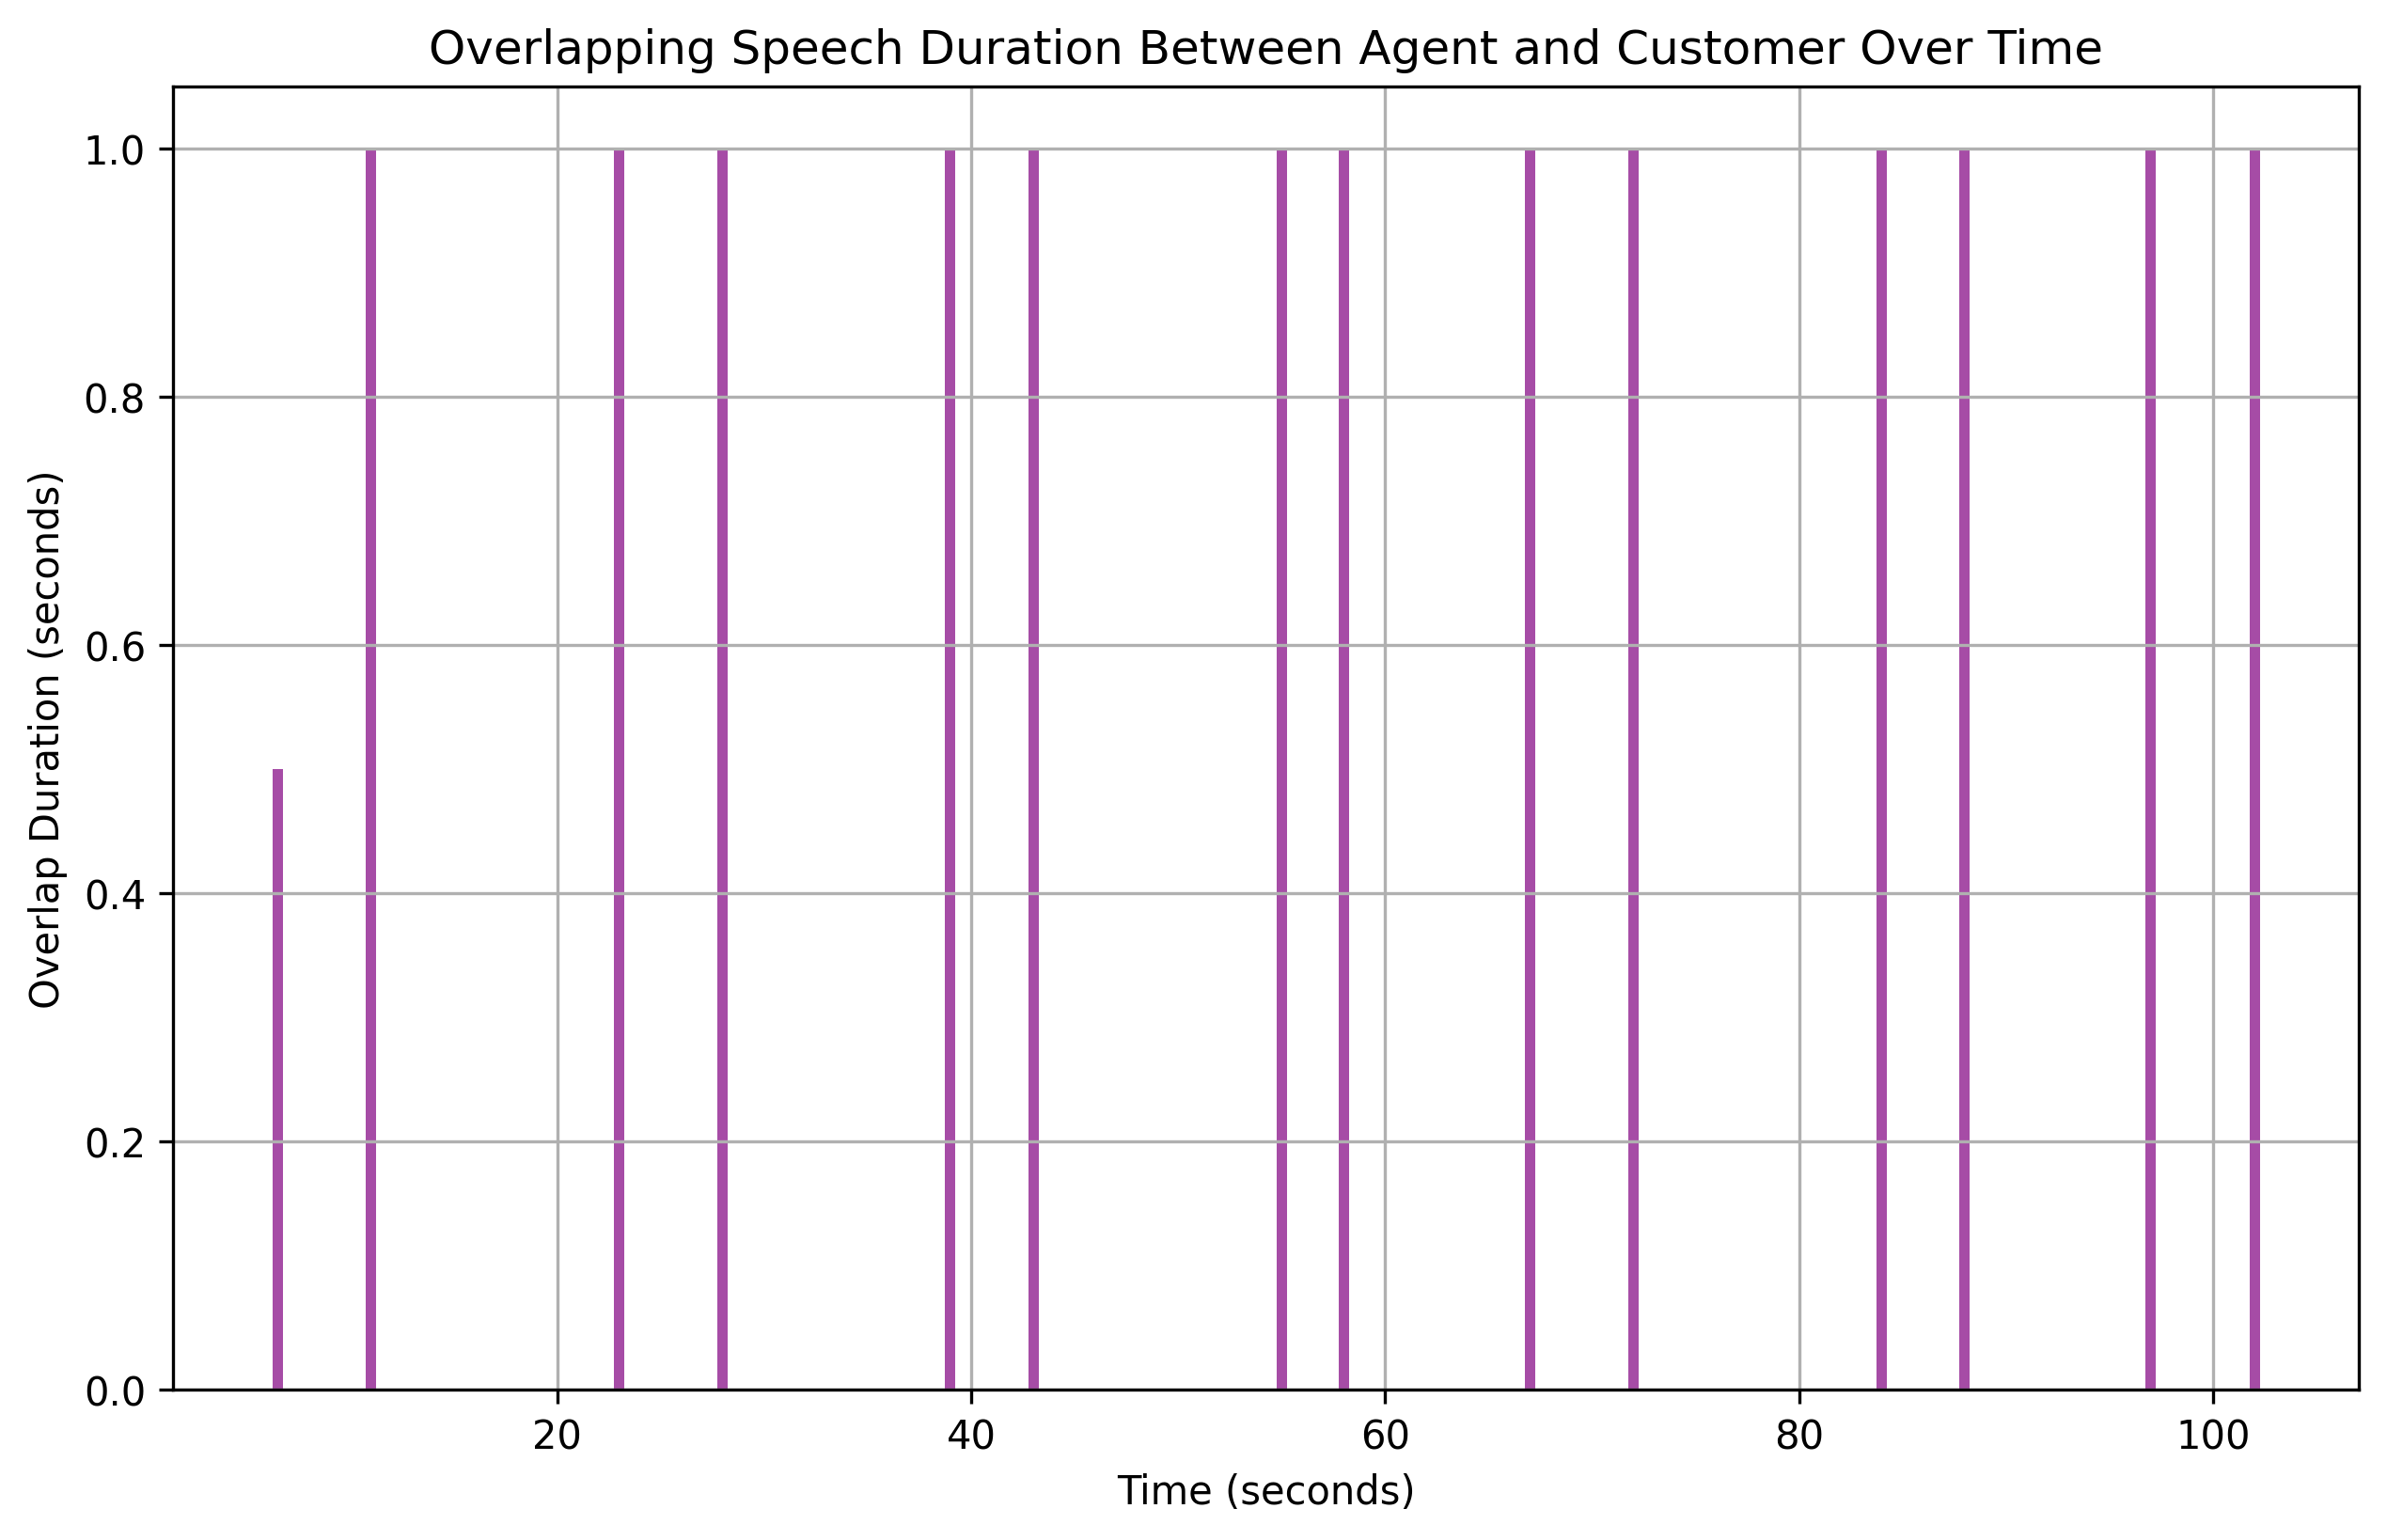 Overlapping Speech Duration Between Agent and Customer Over Time
Overlap Duration (seconds)
1.0
0.8
0.6
0.4
0.2
0.0
20 40 60 80 100
Time (seconds)